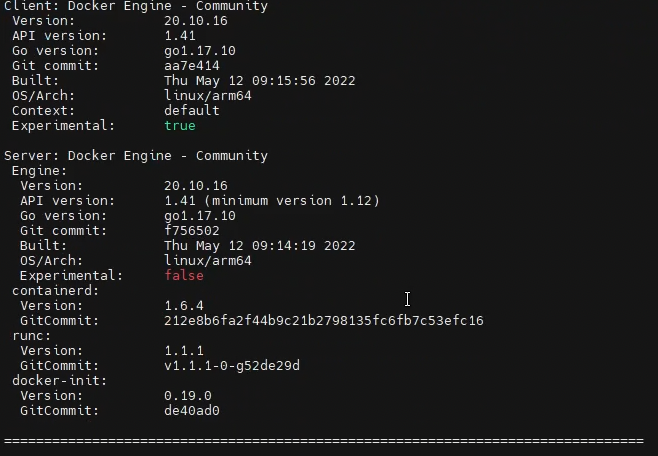 Client: Docker Engine - Community
Version: 20.10.16
API version: 1.41
Go version: go1.17.10
Git commit: aa7e414
Built: Thu May 12 09:15:56 2022
OS/Arch: linux/arm64
Context: default
Experimental: true
Server: Docker Engine - Community
Engine:
Version: 20.10.16
API version: 1.41 (minimum version 1.12)
Go version: go1.17.10
Git commit: f756502
Built: Thu May 12 09:14:19 2022
OS/Arch: linux/arm64
Experimental: false
containerd:
Version: 1.6.4
GitCommit: 212e8b6fa2f44b9c21b2798135fc6fb7c53efc16
runc:
Version: 1.1.1
GitCommit: v1.1.1-0-g52de29d
docker-init:
Version: 0.19.0
GitCommit: de40ad0
================================================================================